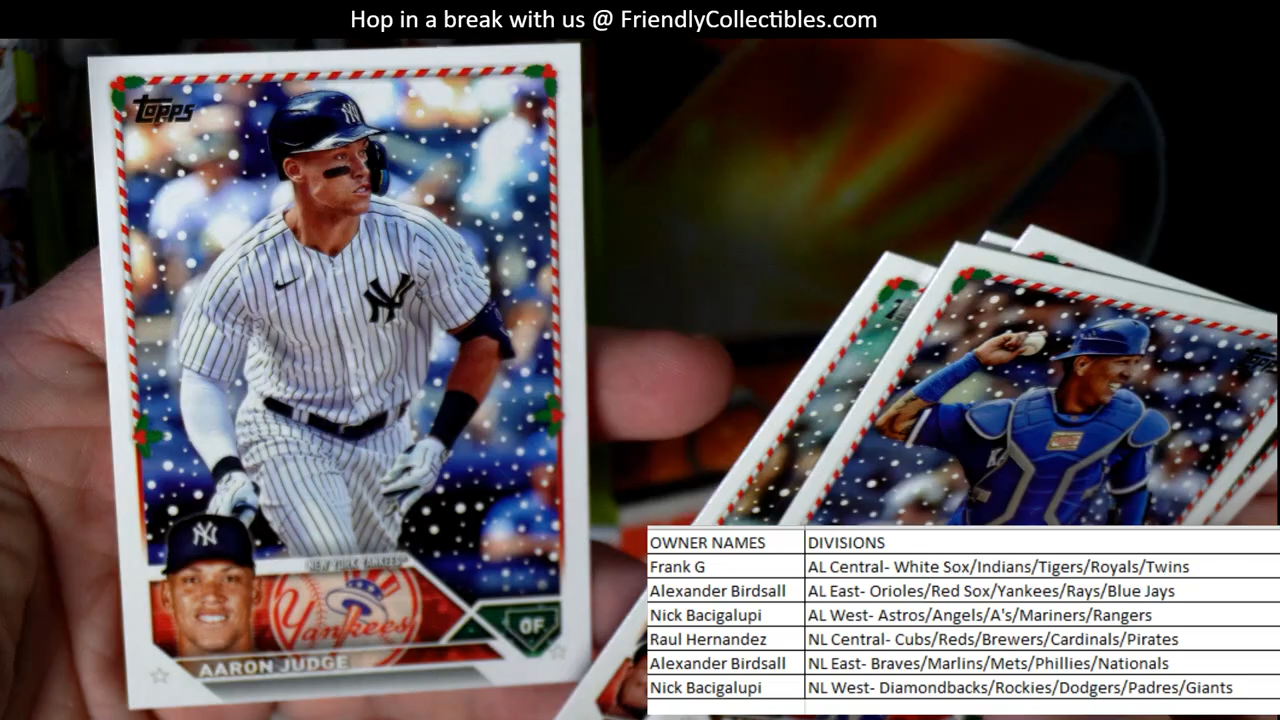 Hop in a break with us @ FriendlyCollectibles.com
topps
NY
NY
NEW YORK YANKEES
Yankees
OF
AARON JUDGE
OWNER NAMES DIVISIONS
Frank G AL Central- White Sox/Indians/Tigers/Royals/Twins
Alexander Birdsall AL East- Orioles/Red Sox/Yankees/Rays/Blue Jays
Nick Bacigalupi AL West- Astros/Angels/A's/Mariners/Rangers
Raul Hernandez NL Central- Cubs/Reds/Brewers/Cardinals/Pirates
Alexander Birdsall NL East- Braves/Marlins/Mets/Phillies/Nationals
Nick Bacigalupi NL West- Diamondbacks/Rockies/Dodgers/Padres/Giants